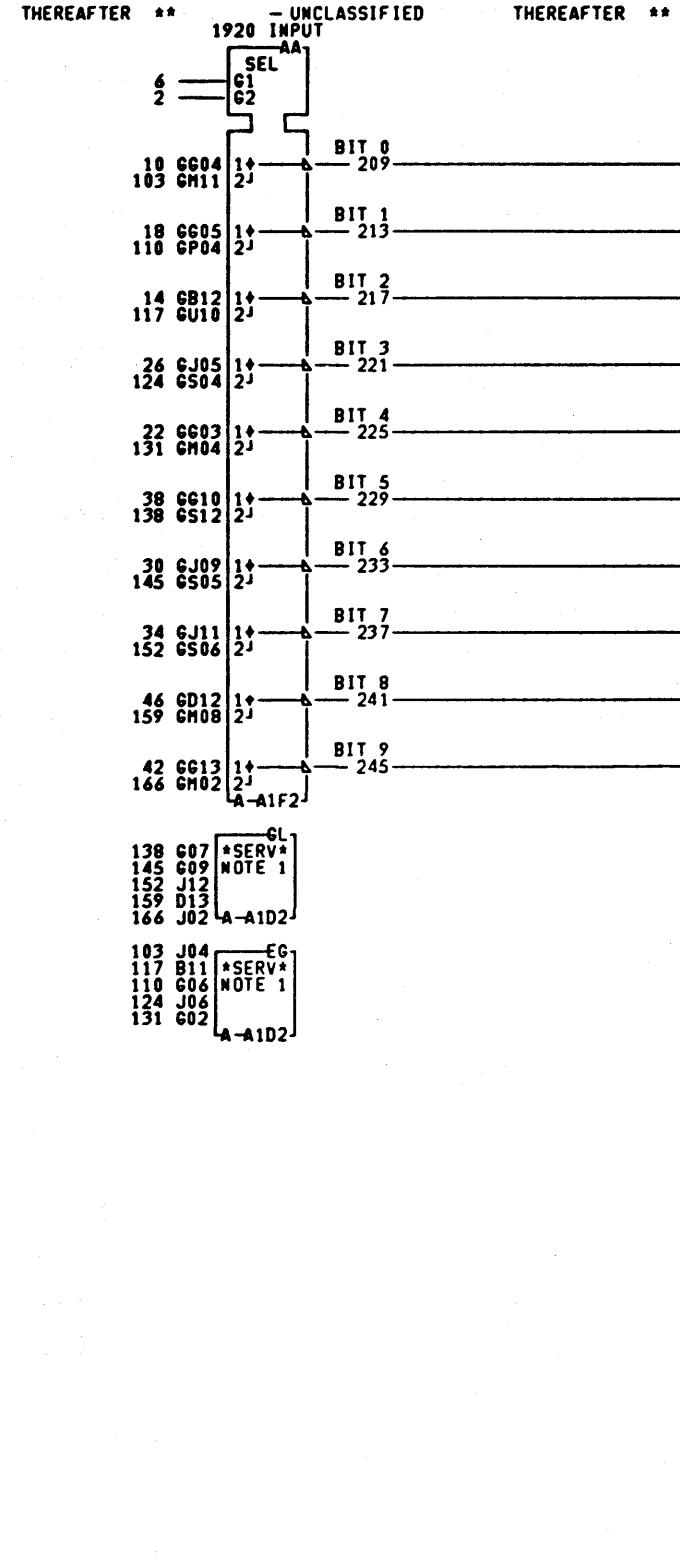 THEREAFTER ** — UNCLASSIFIED THEREAFTER **
1920 INPUT
AA
SEL
6 G1
2 G2
BIT 0
10 GG04 1 209
103 GM11 2
BIT 1
18 GG05 1 213
110 GP04 2
BIT 2
14 GB12 1 217
117 GU10 2
BIT 3
26 GJ05 1 221
124 GS04 2
BIT 4
22 GG03 1 225
131 GM04 2
BIT 5
38 GG10 1 229
138 GS12 2
BIT 6
30 GJ09 1 233
145 GS05 2
BIT 7
34 GJ11 1 237
152 GS06 2
BIT 8
46 GD12 1 241
159 GM08 2
BIT 9
42 GG13 1 245
166 GM02 2
A-A1F2
GL
138 G07 *SERV*
145 G09 NOTE 1
152 J12
159 D13
166 J02 A-A1D2
103 J04 EG
117 B11 *SERV*
110 G06 NOTE 1
124 J06
131 G02
A-A1D2